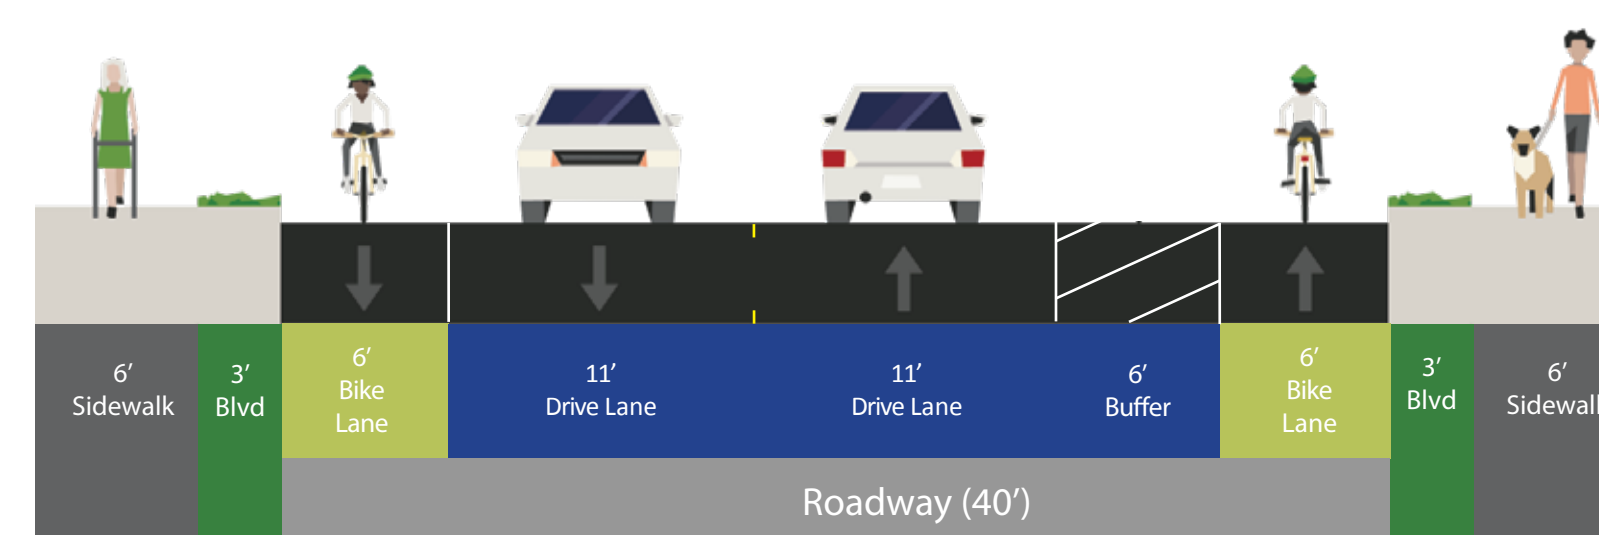 6′
Sidewalk
3′
Blvd
6′
Bike
Lane
11′
Drive Lane
11′
Drive Lane
6′
Buffer
6′
Bike
Lane
3′
Blvd
6′
Sidewalk
Roadway (40′)